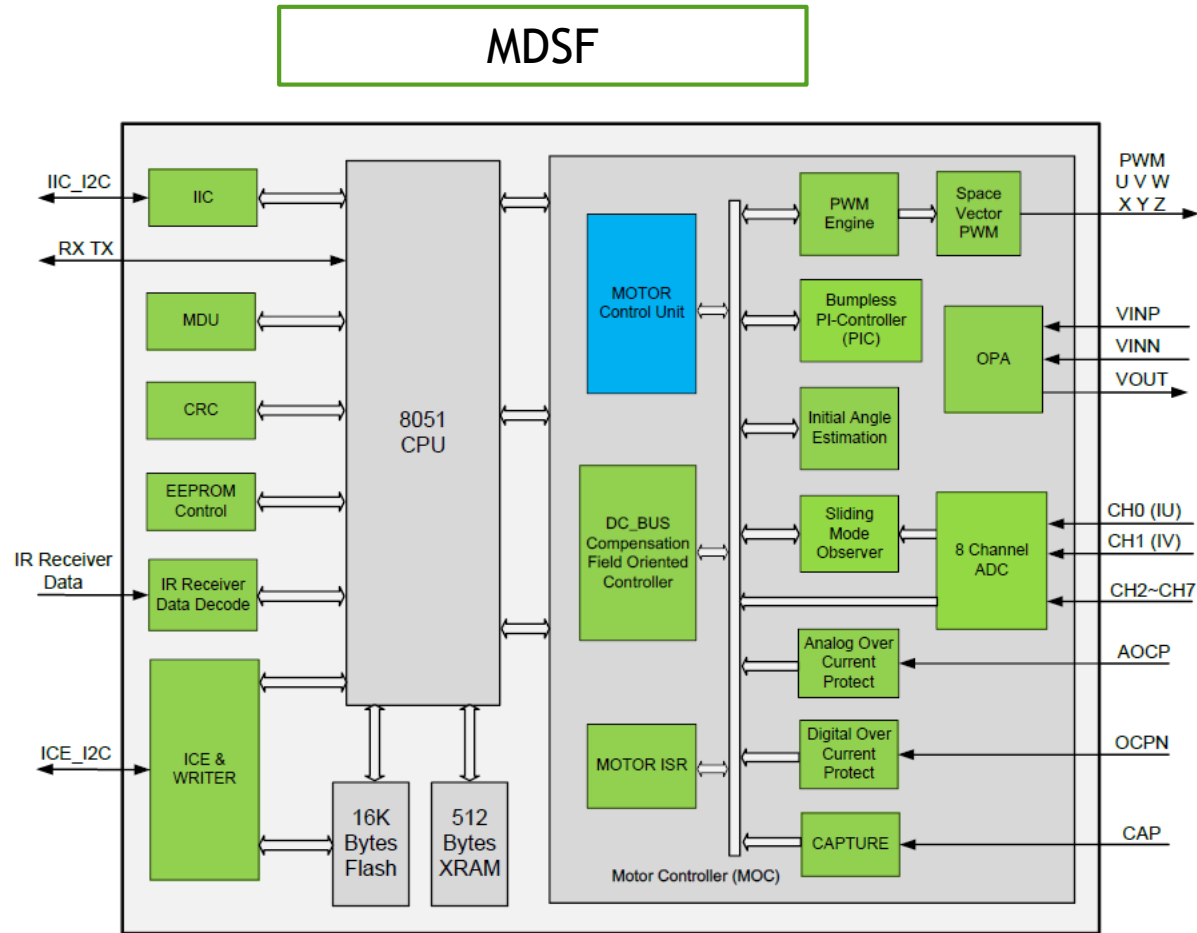 MDSF
IIC_I2C
IIC
RX TX
MDU
CRC
EEPROM
Control
IR Receiver
Data
IR Receiver
Data Decode
ICE_I2C
ICE &
WRITER
8051
CPU
16K
Bytes
Flash
512
Bytes
XRAM
MOTOR
Control Unit
DC_BUS
Compensation
Field Oriented
Controller
MOTOR ISR
Motor Controller (MOC)
PWM
Engine
Space
Vector
PWM
Bumpless
PI-Controller
(PIC)
OPA
Initial Angle
Estimation
Sliding
Mode
Observer
8 Channel
ADC
Analog Over
Current
Protect
Digital Over
Current
Protect
CAPTURE
PWM
U V W
X Y Z
VINP
VINN
VOUT
CH0 (IU)
CH1 (IV)
CH2~CH7
AOCP
OCPN
CAP